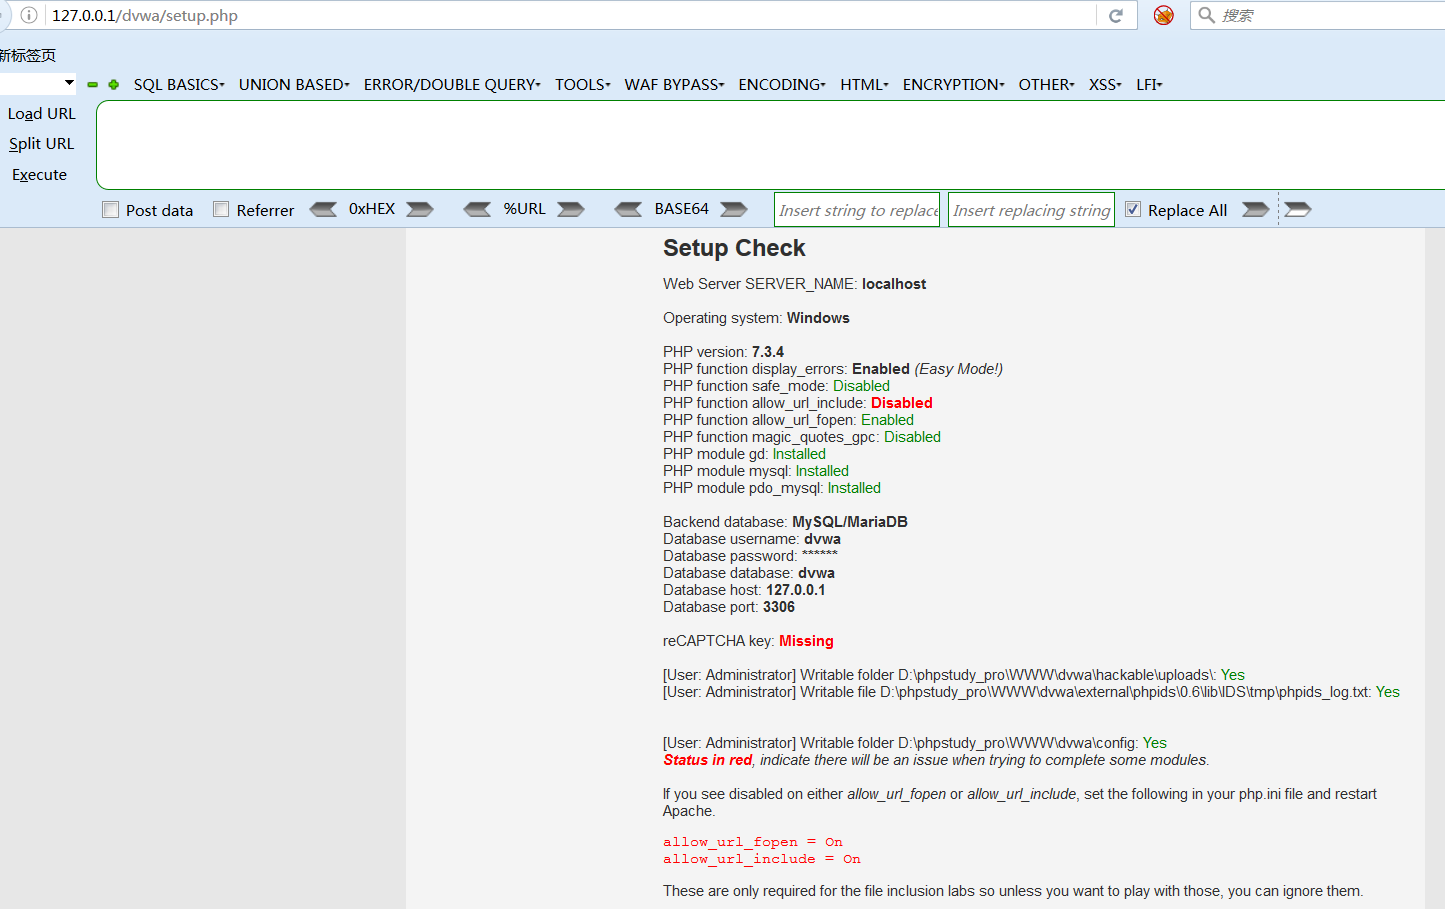 127.0.0.1/dvwa/setup.php
搜索
新标签页
SQL BASICS UNION BASED ERROR/DOUBLE QUERY TOOLS WAF BYPASS ENCODING HTML ENCRYPTION OTHER XSS LFI
Load URL
Split URL
Execute
Post data Referrer 0xHEX %URL BASE64 Insert string to replace Insert replacing string Replace All
Setup Check
Web Server SERVER_NAME: localhost
Operating system: Windows
PHP version: 7.3.4
PHP function display_errors: Enabled (Easy Mode!)
PHP function safe_mode: Disabled
PHP function allow_url_include: Disabled
PHP function allow_url_fopen: Enabled
PHP function magic_quotes_gpc: Disabled
PHP module gd: Installed
PHP module mysql: Installed
PHP module pdo_mysql: Installed
Backend database: MySQL/MariaDB
Database username: dvwa
Database password: ******
Database database: dvwa
Database host: 127.0.0.1
Database port: 3306
reCAPTCHA key: Missing
[User: Administrator] Writable folder D:\phpstudy_pro\WWW\dvwa\hackable\uploads\: Yes
[User: Administrator] Writable file D:\phpstudy_pro\WWW\dvwa\external\phpids\0.6\lib\IDS\tmp\phpids_log.txt: Yes
[User: Administrator] Writable folder D:\phpstudy_pro\WWW\dvwa\config: Yes
Status in red, indicate there will be an issue when trying to complete some modules.
If you see disabled on either allow_url_fopen or allow_url_include, set the following in your php.ini file and restart
Apache.
allow_url_fopen = On
allow_url_include = On
These are only required for the file inclusion labs so unless you want to play with those, you can ignore them.